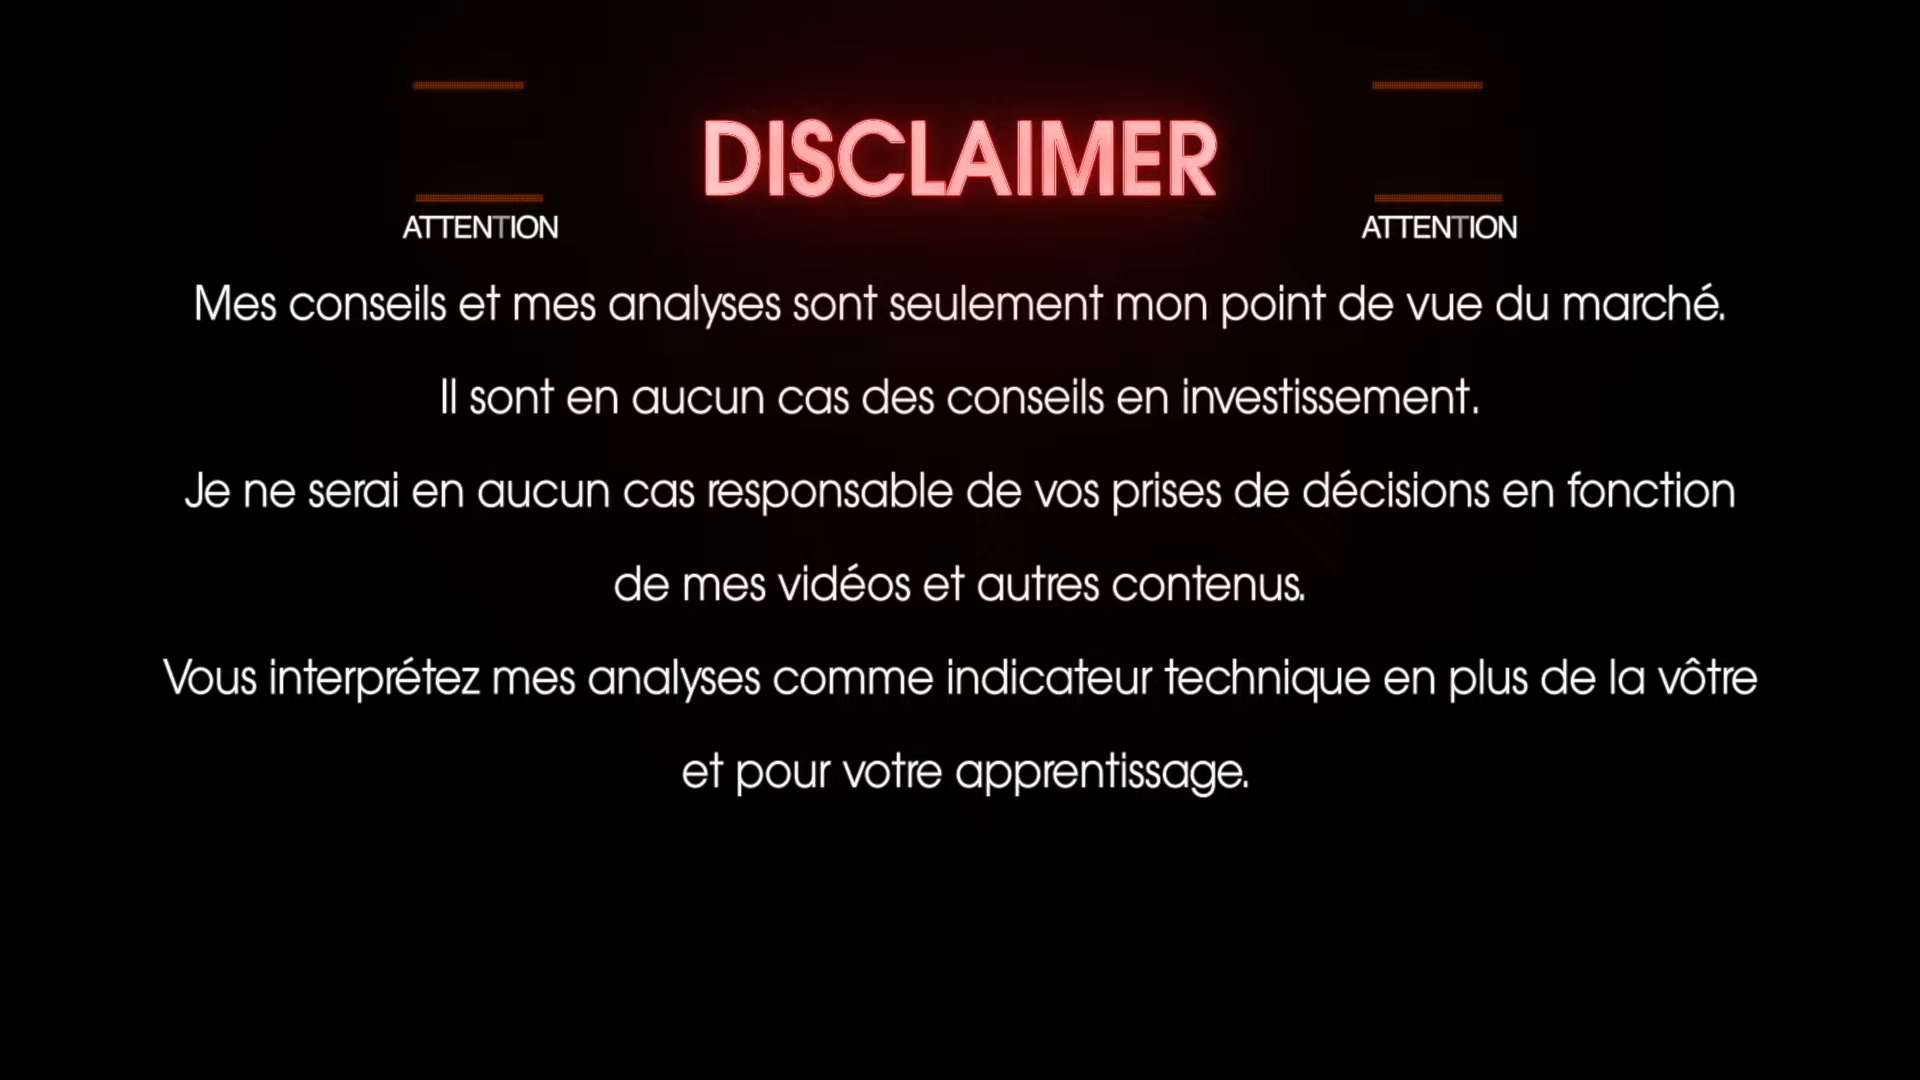 DISCLAIMER
ATTENTION
ATTENTION
Mes conseils et mes analyses sont seulement mon point de vue du marché.
Il sont en aucun cas des conseils en investissement.
Je ne serai en aucun cas responsable de vos prises de décisions en fonction
de mes vidéos et autres contenus.
Vous interprétez mes analyses comme indicateur technique en plus de la vôtre
et pour votre apprentissage.